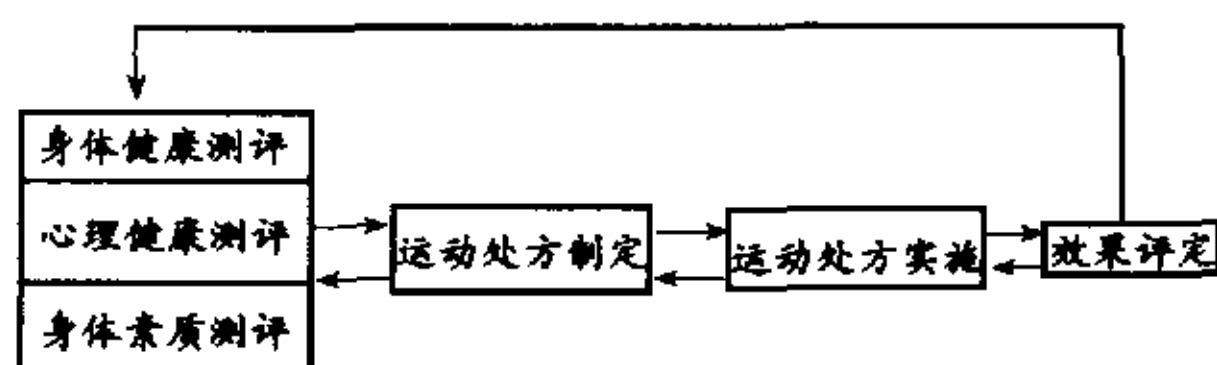 身体健康测评
心理健康测评
身体素质测评
运动处方制定
运动处方实施
效果评定